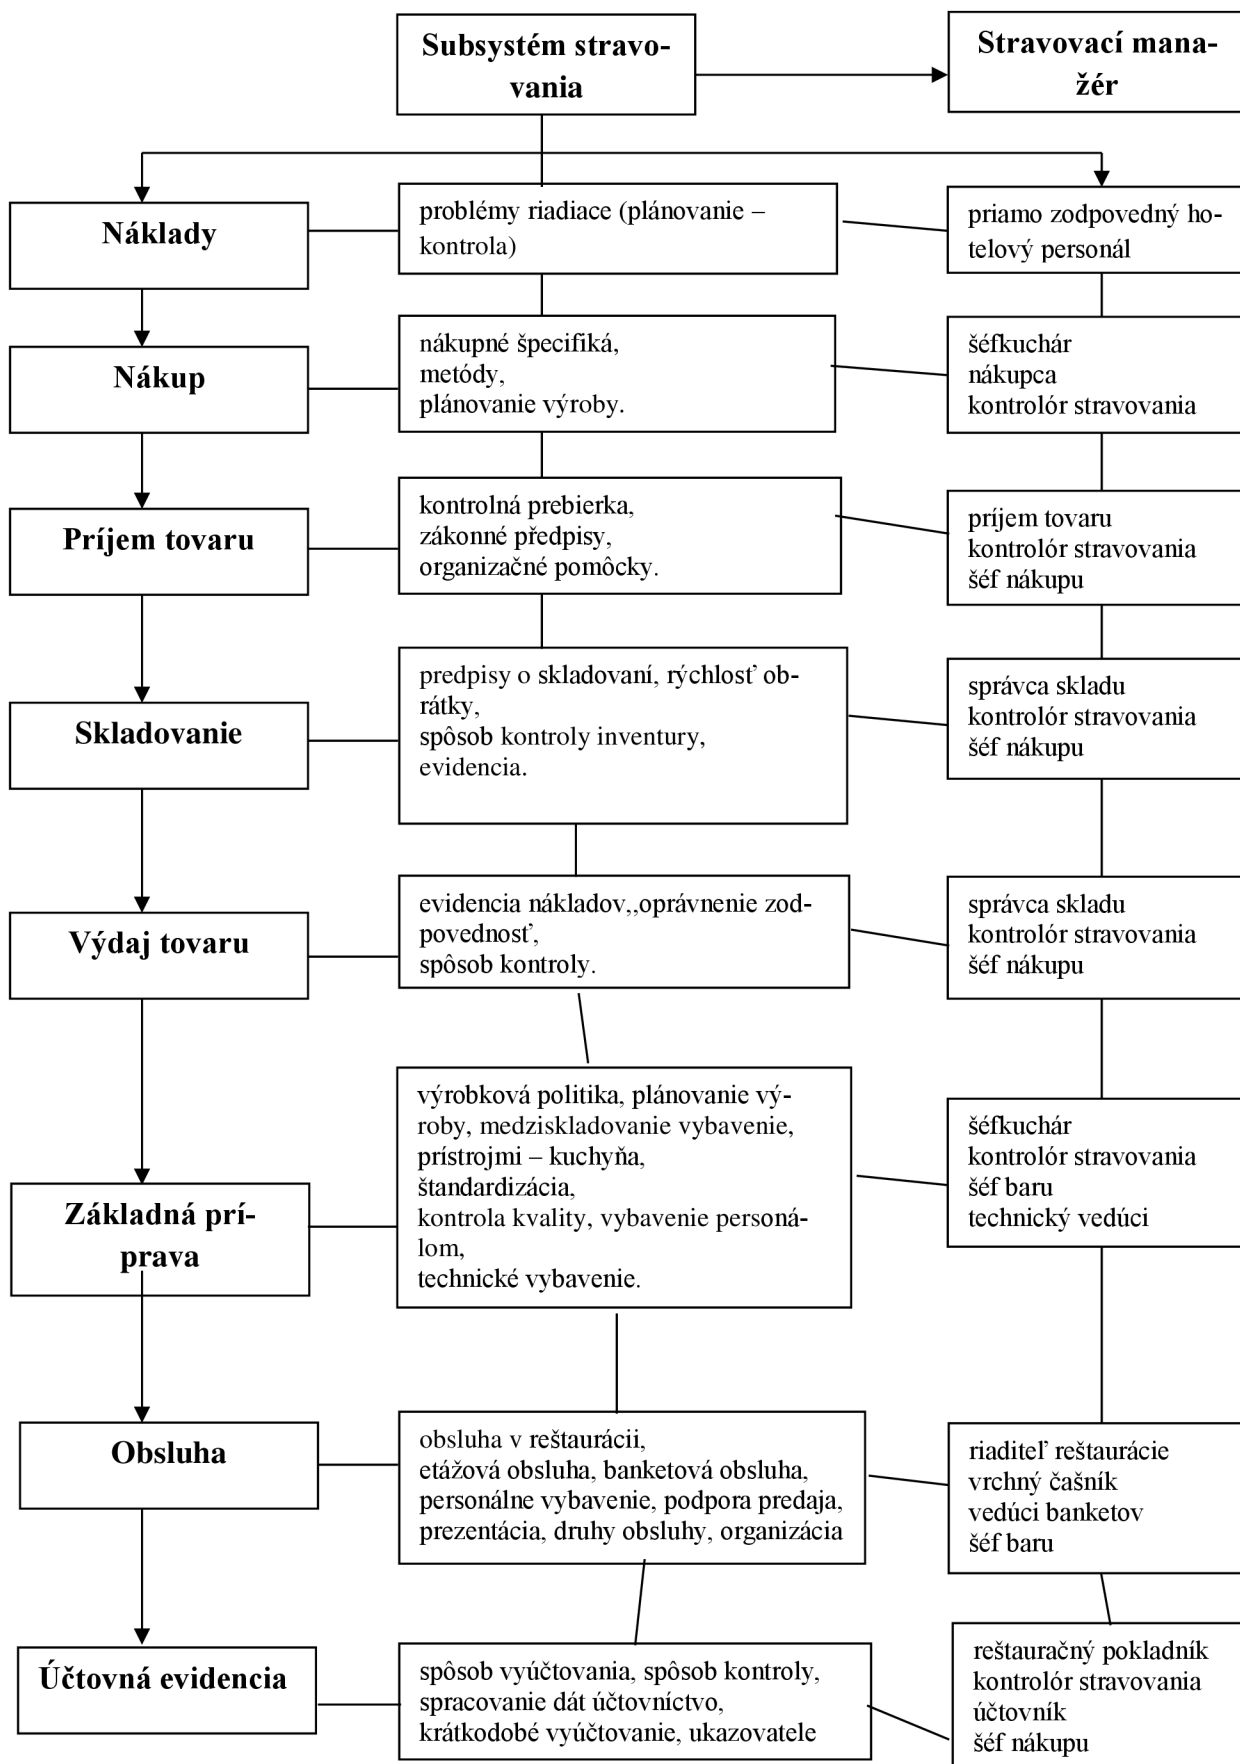 Subsystém stravo-
vania
Stravovací mana-
žér
Náklady
problémy riadiace (plánovanie –
kontrola)
priamo zodpovedný ho-
telový personál
Nákup
nákupné špecifiká,
metódy,
plánovanie výroby.
šéfkuchár
nákupca
kontrolór stravovania
Príjem tovaru
kontrolná prebierka,
zákonné předpisy,
organizačné pomôcky.
príjem tovaru
kontrolór stravovania
šéf nákupu
Skladovanie
predpisy o skladovaní, rýchlosť ob-
rátky,
spôsob kontroly inventury,
evidencia.
správca skladu
kontrolór stravovania
šéf nákupu
Výdaj tovaru
evidencia nákladov,,oprávnenie zod-
povednosť,
spôsob kontroly.
správca skladu
kontrolór stravovania
šéf nákupu
Základná prí-
prava
výrobková politika, plánovanie vý-
roby, medziskladovanie vybavenie,
prístrojmi – kuchyňa,
štandardizácia,
kontrola kvality, vybavenie personá-
lom,
technické vybavenie.
šéfkuchár
kontrolór stravovania
šéf baru
technický vedúci
Obsluha
obsluha v reštaurácii,
etážová obsluha, banketová obsluha,
personálne vybavenie, podpora predaja,
prezentácia, druhy obsluhy, organizácia
riaditeľ reštaurácie
vrchný čašník
vedúci banketov
šéf baru
Účtovná evidencia
spôsob vyúčtovania, spôsob kontroly,
spracovanie dát účtovníctvo,
krátkodobé vyúčtovanie, ukazovatele
reštauračný pokladník
kontrolór stravovania
účtovník
šéf nákupu